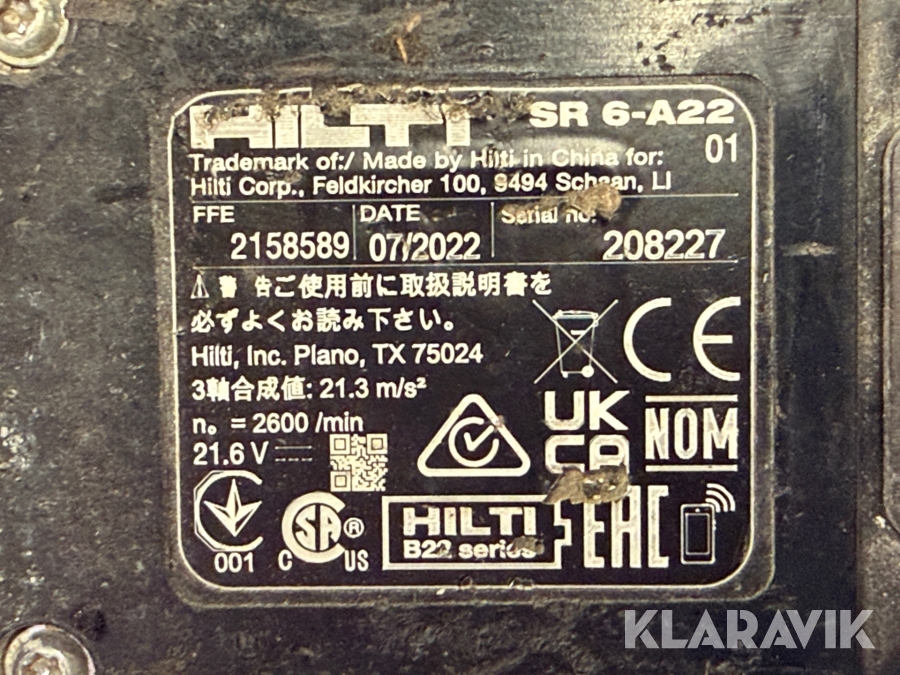 HILTI SR 6-A22
01
Trademark of:/ Made by Hilti in China for:
Hilti Corp., Feldkircher 100, 9494 Schaan, LI
FFE DATE Serial no:
2158589 07/2022 208227
⚠ 警 告ご使用前に取扱説明書を
必ずよくお読み下さい。
Hilti, Inc. Plano, TX 75024
3軸合成値: 21.3 m/s²
n₀ = 2600 /min
21.6 V
CE
UK
CA
NOM
001
C SA ® US
HILTI
B22 series
EAC
KLARAVIK